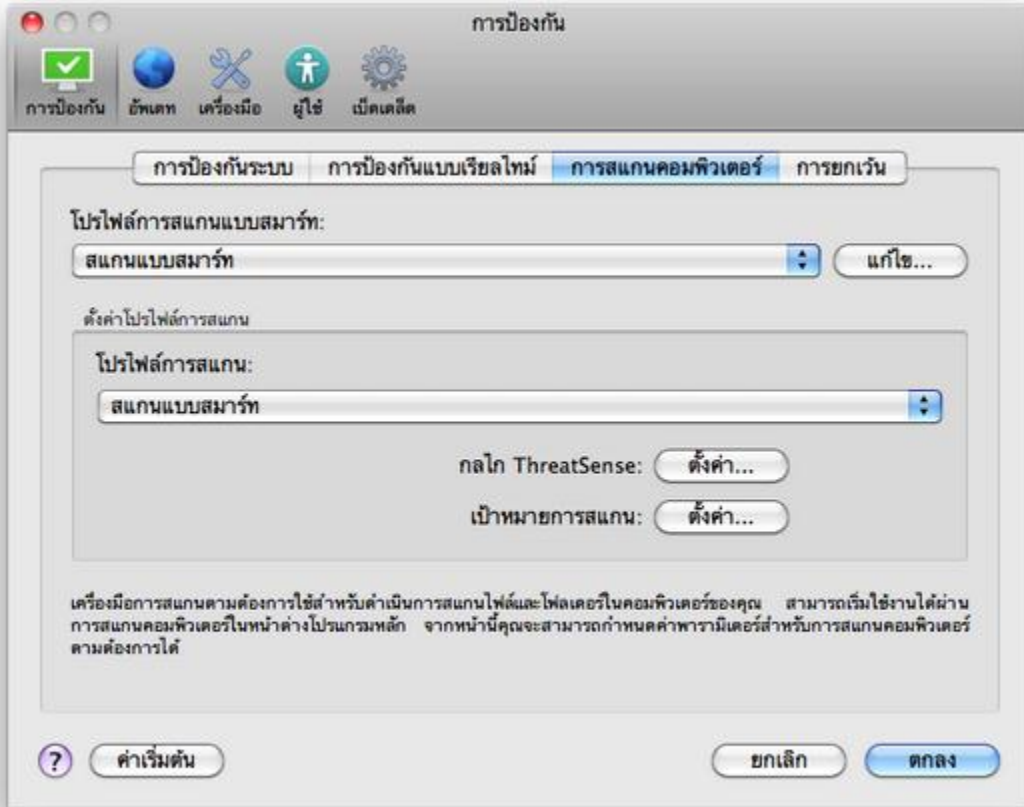 การป้องกัน
การป้องกัน อัพเดท เครื่องมือ ผู้ใช้ เบ็ดเตล็ด
การป้องกันระบบ การป้องกันแบบเรียลไทม์ การสแกนคอมพิวเตอร์ การยกเว้น
โปรไฟล์การสแกนแบบสมาร์ท:
สแกนแบบสมาร์ท แก้ไข...
ตั้งค่าโปรไฟล์การสแกน
โปรไฟล์การสแกน:
สแกนแบบสมาร์ท
กลไก ThreatSense: ตั้งค่า...
เป้าหมายการสแกน: ตั้งค่า...
เครื่องมือการสแกนตามต้องการใช้สำหรับดำเนินการสแกนไฟล์และโฟลเดอร์ในคอมพิวเตอร์ของคุณ สามารถเริ่มใช้งานได้ผ่าน
การสแกนคอมพิวเตอร์ในหน้าต่างโปรแกรมหลัก จากหน้านี้คุณจะสามารถกำหนดค่าพารามิเตอร์สำหรับการสแกนคอมพิวเตอร์
ตามต้องการได้
? ค่าเริ่มต้น ยกเลิก ตกลง